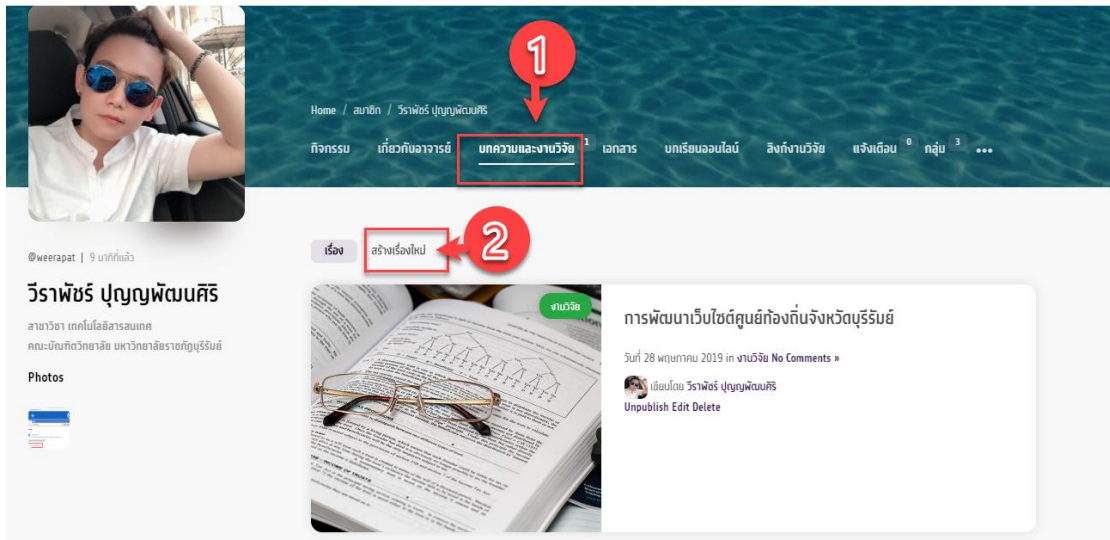 1
Home / สมาชิก / วีราพัชร์ ปุญญพัฒนศิริ
กิจกรรม เกี่ยวกับอาจารย์ บทความและงานวิจัย 1 เอกสาร บทเรียนออนไลน์ ลิงก์งานวิจัย แจ้งเตือน 0 กลุ่ม 3 •••
@weerapat | 9 นาทีที่แล้ว
วีราพัชร์ ปุญญพัฒนศิริ
สาขาวิชา เทคโนโลยีสารสนเทศ
คณะบัณฑิตวิทยาลัย มหาวิทยาลัยราชภัฏบุรีรัมย์
Photos
เรื่อง สร้างเรื่องใหม่ 2
งานวิจัย
การพัฒนาเว็บไซต์ศูนย์ท้องถิ่นจังหวัดบุรีรัมย์
วันที่ 28 พฤษภาคม 2019 in งานวิจัย No Comments »
เขียนโดย วีราพัชร์ ปุญญพัฒนศิริ
Unpublish Edit Delete